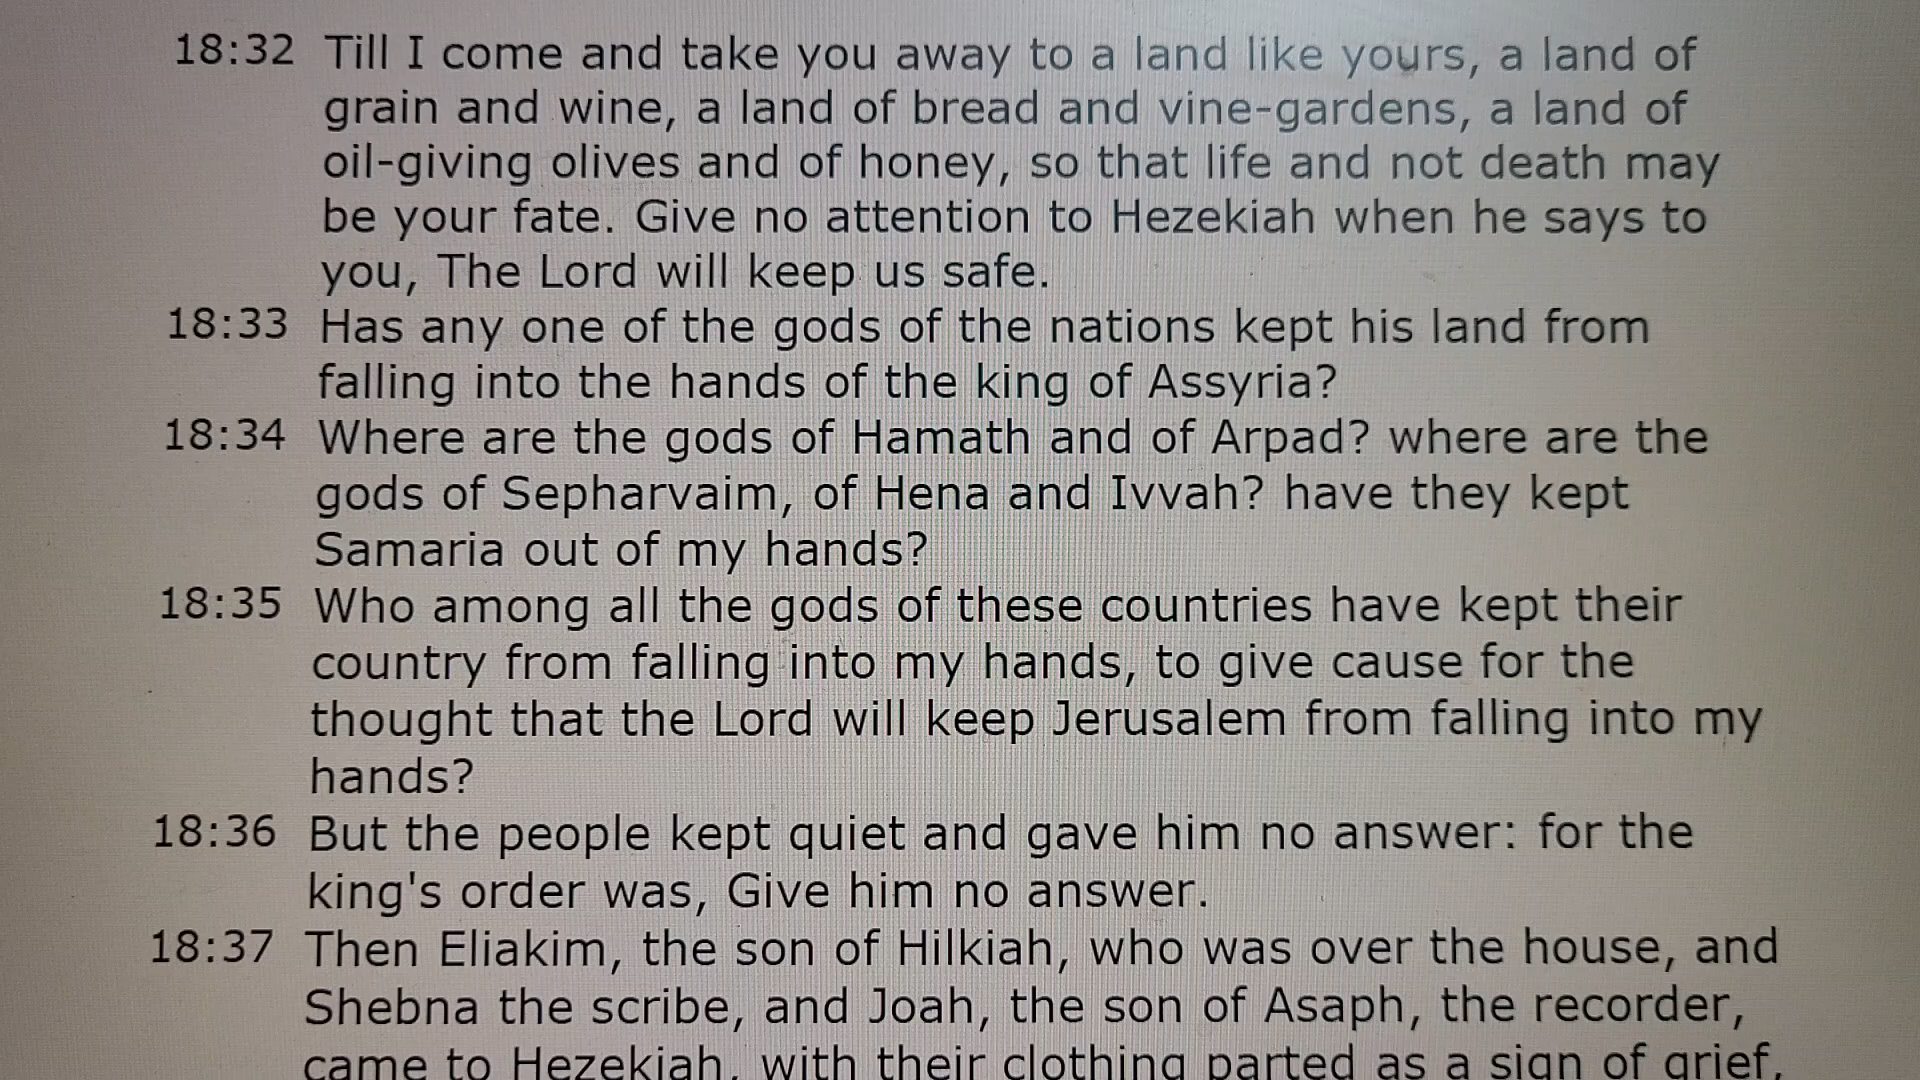 18:32 Till I come and take you away to a land like yours, a land of
grain and wine, a land of bread and vine-gardens, a land of
oil-giving olives and of honey, so that life and not death may
be your fate. Give no attention to Hezekiah when he says to
you, The Lord will keep us safe.
18:33 Has any one of the gods of the nations kept his land from
falling into the hands of the king of Assyria?
18:34 Where are the gods of Hamath and of Arpad? where are the
gods of Sepharvaim, of Hena and Ivvah? have they kept
Samaria out of my hands?
18:35 Who among all the gods of these countries have kept their
country from falling into my hands, to give cause for the
thought that the Lord will keep Jerusalem from falling into my
hands?
18:36 But the people kept quiet and gave him no answer: for the
king's order was, Give him no answer.
18:37 Then Eliakim, the son of Hilkiah, who was over the house, and
Shebna the scribe, and Joah, the son of Asaph, the recorder,
came to Hezekiah, with their clothing parted as a sign of grief,